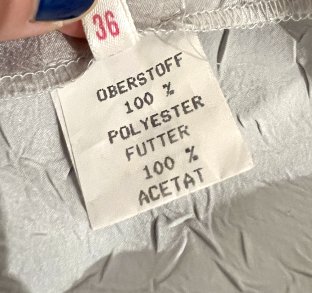 36
OBERSTOFF
100 %
POLYESTER
FUTTER
100 %
ACETAT